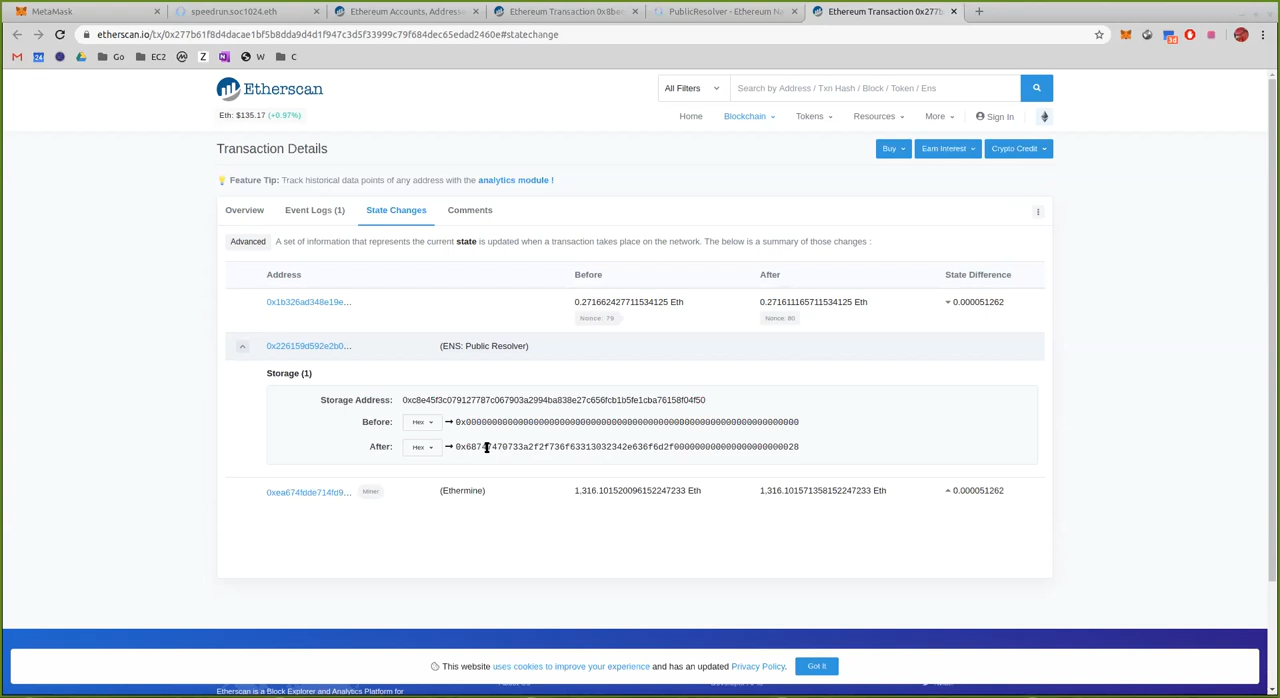 MetaMask
speedrun.soc1024.eth
Ethereum Accounts, Addresse
Ethereum Transaction 0x8be
PublicResolver - Ethereum Na
Ethereum Transaction 0x277b
etherscan.io/tx/0x277b61f8d4dacae1bf5b8dda9d4d1f947c3d5f33999c79f684dec65edad2460e#statechange
24
Go
EC2
Z
W
C
Etherscan
All Filters
Search by Address / Txn Hash / Block / Token / Ens
Eth: $135.17 (+0.97%)
Home
Blockchain
Tokens
Resources
More
Sign In
Transaction Details
Buy
Earn Interest
Crypto Credit
Feature Tip: Track historical data points of any address with the analytics module !
Overview
Event Logs (1)
State Changes
Comments
Advanced
A set of information that represents the current state is updated when a transaction takes place on the network. The below is a summary of those changes :
Address Before After State Difference
0x1b326ad348e19e... 0.271662427711534125 Eth 0.271611165711534125 Eth 0.000051262
Nonce: 79 Nonce: 80
0x226159d592e2b0... (ENS: Public Resolver)
Storage (1)
Storage Address: 0xc8e45f3c079127787c067903a2994ba838e27c656fcb1b5fe1cba76158f04f50
Before: Hex 0x0000000000000000000000000000000000000000000000000000000000000000
After: Hex 0x68747470733a2f2f736f63313032342e636f6d2f000000000000000000000028
0xea674fdde714fd9... Miner (Ethermine) 1,316.101520096152247233 Eth 1,316.101571358152247233 Eth 0.000051262
This website uses cookies to improve your experience and has an updated Privacy Policy.
Got It
Etherscan is a Block Explorer and Analytics Platform for